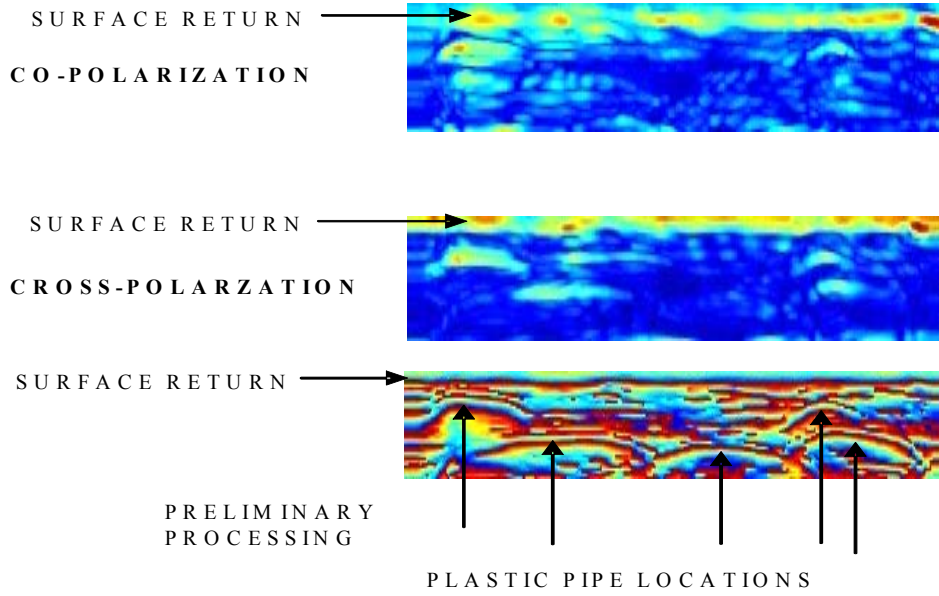 SURFACE RETURN
CO-POLARIZATION
SURFACE RETURN
CROSS-POLARZATION
SURFACE RETURN
PRELIMINARY
PROCESSING
PLASTIC PIPE LOCATIONS